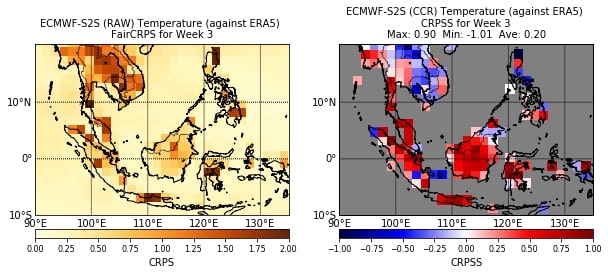 ECMWF-S2S (RAW) Temperature (against ERA5)
FairCRPS for Week 3
10°N
0°
10°S
90°E 100°E 110°E 120°E 130°E
0.00 0.25 0.50 0.75 1.00 1.25 1.50 1.75 2.00
CRPS
ECMWF-S2S (CCR) Temperature (against ERA5)
CRPSS for Week 3
Max: 0.90 Min: -1.01 Ave: 0.20
10°N
0°
10°S
90°E 100°E 110°E 120°E 130°E
−1.00 −0.75 −0.50 −0.25 0.00 0.25 0.50 0.75 1.00
CRPSS